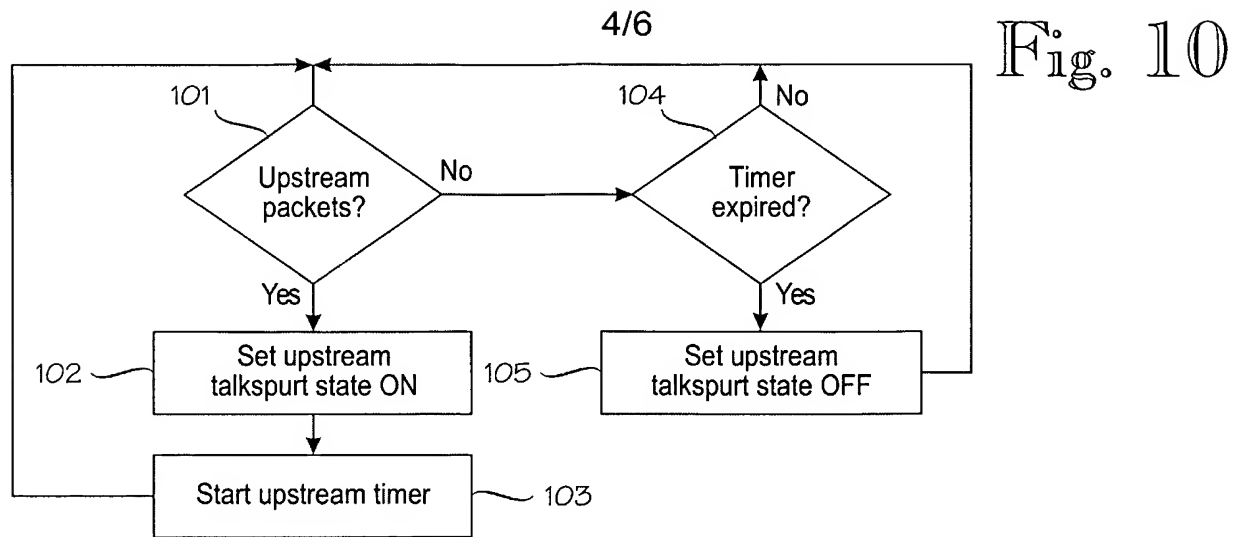 4/6
Fig. 10
101
104
No
Upstream
packets?
No
Timer
expired?
Yes
Yes
102
Set upstream
talkspurt state ON
105
Set upstream
talkspurt state OFF
Start upstream timer
103